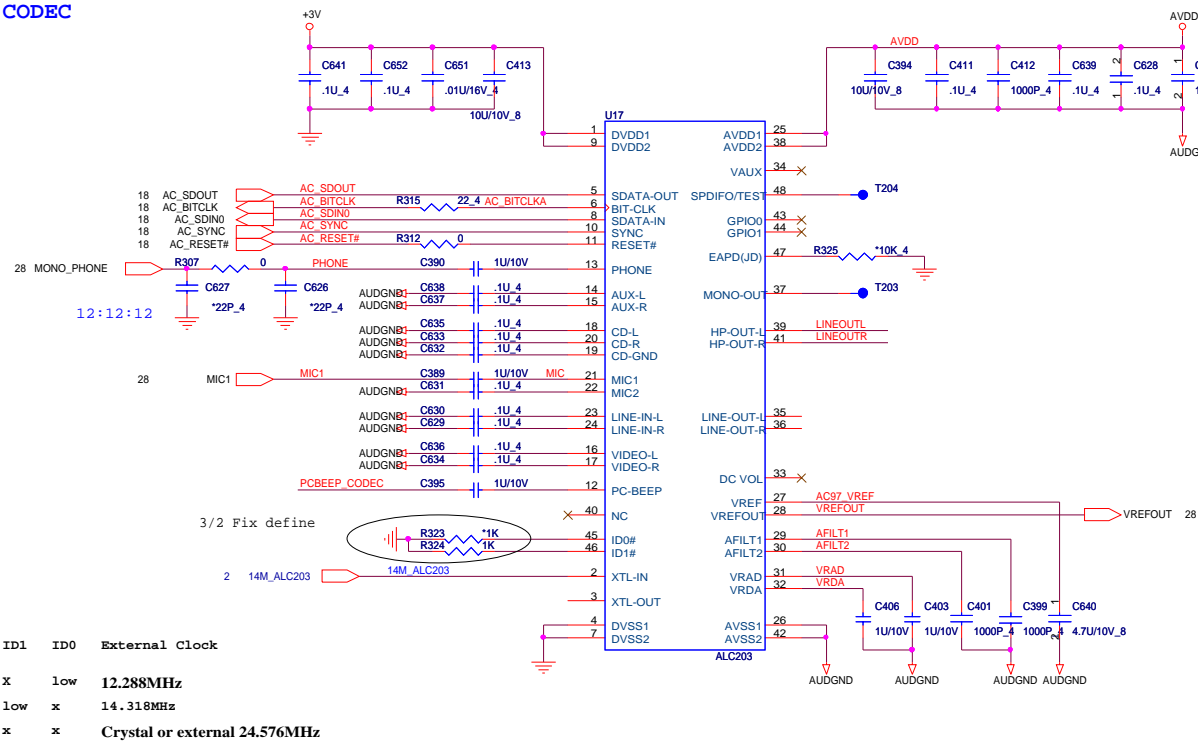 CODEC
+3V
AVDD
AVDD
C641
C652
C651
C413
.1U_4
.1U_4
.01U/16V_4
10U/10V_8
C394
C411
C412
C639
C628
10U/10V_8
.1U_4
1000P_4
.1U_4
.1U_4
2
1
1
2
U17
1 DVDD1
9 DVDD2
AVDD1 25
AVDD2 38
VAUX 34
18 AC_SDOUT AC_SDOUT 5 SDATA-OUT
18 AC_BITCLK AC_BITCLK R315 22_4 AC_BITCLKA 6 BIT-CLK
18 AC_SDIN0 AC_SDIN0 8 SDATA-IN
18 AC_SYNC AC_SYNC 10 SYNC
18 AC_RESET# AC_RESET# R312 0 11 RESET#
SPDIFO/TEST 48 T204
GPIO0 43
GPIO1 44
EAPD(JD) 47 R325 *10K_4
28 MONO_PHONE R307 0 PHONE C390 1U/10V 13 PHONE
C627 *22P_4
C626 *22P_4
12:12:12
MONO-OUT 37 T203
AUDGND C638 .1U_4 14 AUX-L
AUDGND C637 .1U_4 15 AUX-R
AUDGND C635 .1U_4 18 CD-L
AUDGND C633 .1U_4 20 CD-R
AUDGND C632 .1U_4 19 CD-GND
HP-OUT-L 39 LINEOUTL
HP-OUT-R 41 LINEOUTR
28 MIC1 MIC1 C389 1U/10V MIC 21 MIC1
AUDGND C631 .1U_4 22 MIC2
AUDGND C630 .1U_4 23 LINE-IN-L
AUDGND C629 .1U_4 24 LINE-IN-R
LINE-OUT-L 35
LINE-OUT-R 36
AUDGND C636 .1U_4 16 VIDEO-L
AUDGND C634 .1U_4 17 VIDEO-R
PCBEEP_CODEC C395 1U/10V 12 PC-BEEP
DC VOL 33
VREF 27 AC97_VREF
VREFOUT 28 VREFOUT VREFOUT 28
3/2 Fix define
40 NC
R323 *1K 45 ID0#
R324 1K 46 ID1#
AFILT1 29 AFILT1
AFILT2 30 AFILT2
2 14M_ALC203 14M_ALC203 2 XTL-IN
3 XTL-OUT
VRAD 31 VRAD
VRDA 32 VRDA
C406
C403
C401
C399
C640
1U/10V
1U/10V
1000P_4
1000P_4
4.7U/10V_8
1
2
4 DVSS1
7 DVSS2
AVSS1 26
AVSS2 42
ALC203
AUDGND
AUDGND
AUDGND
AUDGND
ID1 ID0 External Clock
X low 12.288MHz
low x 14.318MHz
x x Crystal or external 24.576MHz